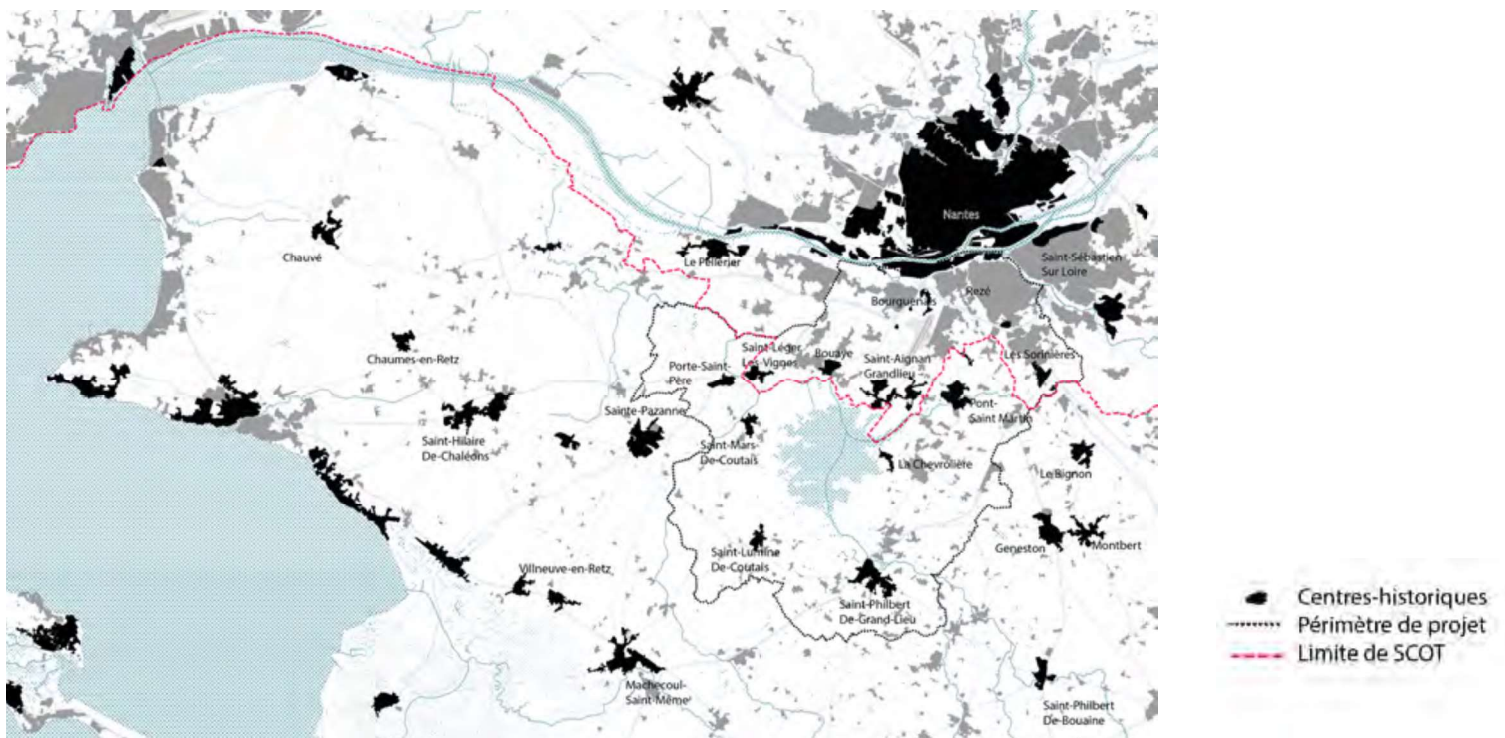 Nantes
Chauvé
Le Pellerier
Saint-Sébastien
Sur Loire
Bourguenais
Rezé
Chaumes-en-Retz
Saint-Léger
Les-Vignes
Bouaye
Saint-Aignan
Grandlieu
Les Sorinières
Porte-Saint-
Père
Pont-
Saint Martin
Sainte-Pazanne
Saint-Hilaire
De-Chaléons
Saint-Mars-
De-Coutais
La Chevrolière
Le Bignon
Geneston
Montbert
Saint-Lumine
De-Coutais
Villneuve-en-Retz
Saint-Philbert
De-Grand-Lieu
Machecoul-
Saint-Même
Saint-Philbert
De-Bouaine
Centres-historiques
Périmètre de projet
Limite de SCOT